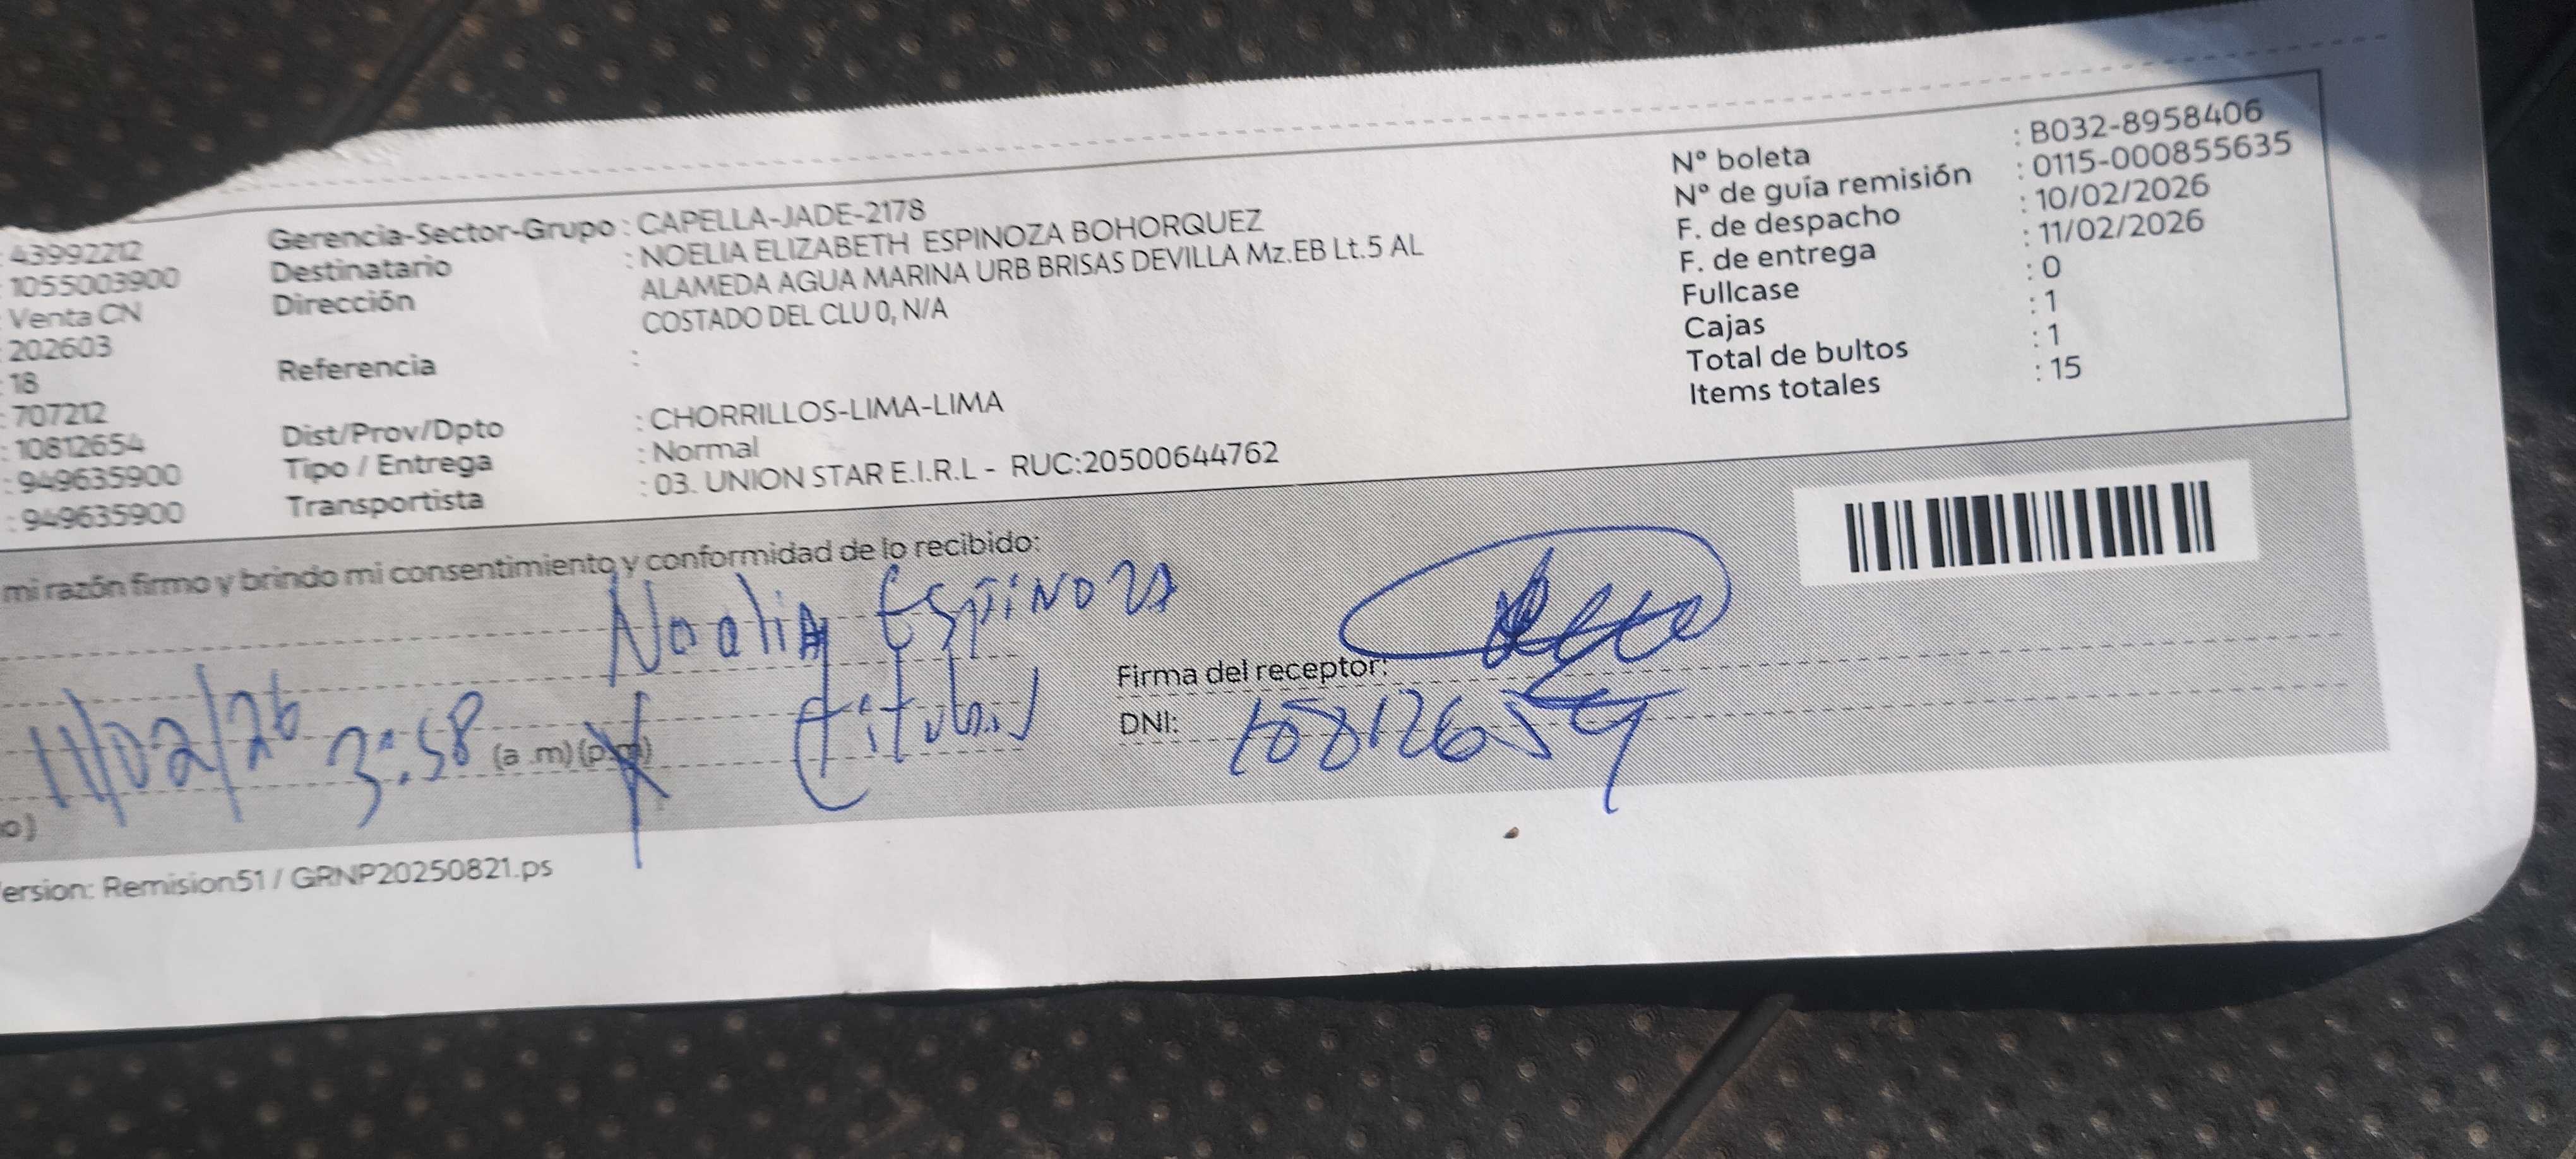 : 43992212
: 1055003900
: Venta CN
: 202603
: 18
: 707212
: 10812654
: 949635900
: 949635900
Gerencia-Sector-Grupo : CAPELLA-JADE-2178
Destinatario : NOELIA ELIZABETH ESPINOZA BOHORQUEZ
Dirección : ALAMEDA AGUA MARINA URB BRISAS DEVILLA Mz.EB Lt.5 AL
COSTADO DEL CLU 0, N/A
Referencia :
Dist/Prov/Dpto : CHORRILLOS-LIMA-LIMA
Tipo / Entrega : Normal
Transportista : 03. UNION STAR E.I.R.L - RUC:20500644762
N° boleta : B032-8958406
N° de guía remisión : 0115-000855635
F. de despacho : 10/02/2026
F. de entrega : 11/02/2026
Fullcase : 0
Cajas : 1
Total de bultos : 1
Items totales : 15
mi razón firmo y brindo mi consentimiento y conformidad de lo recibido:
Noelia Espinoza
Firma del receptor:
11/02/26 3:58 (a .m) (p.m) titular
DNI: 10812654
o)
ersion: Remision51 / GRNP20250821.ps